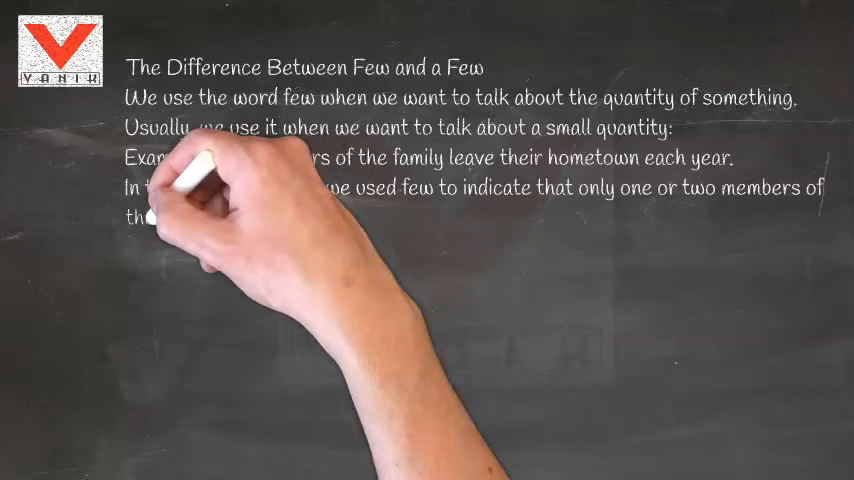 YANIK
The Difference Between Few and a Few
We use the word few when we want to talk about the quantity of something.
Usually, we use it when we want to talk about a small quantity:
of the family leave their hometown each year.
In we used few to indicate that only one or two members of